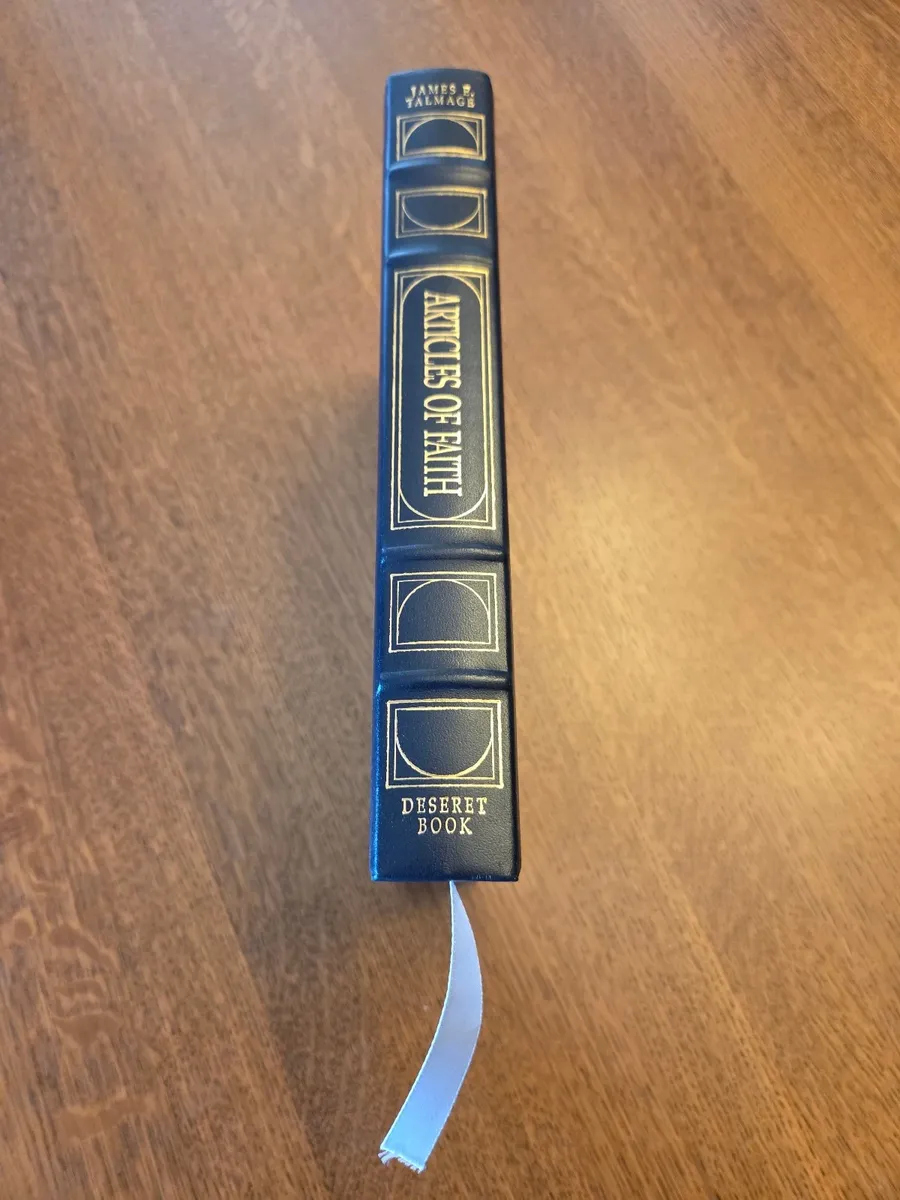 JAMES E.
TALMAGE
ARTICLES OF FAITH
DESERET
BOOK